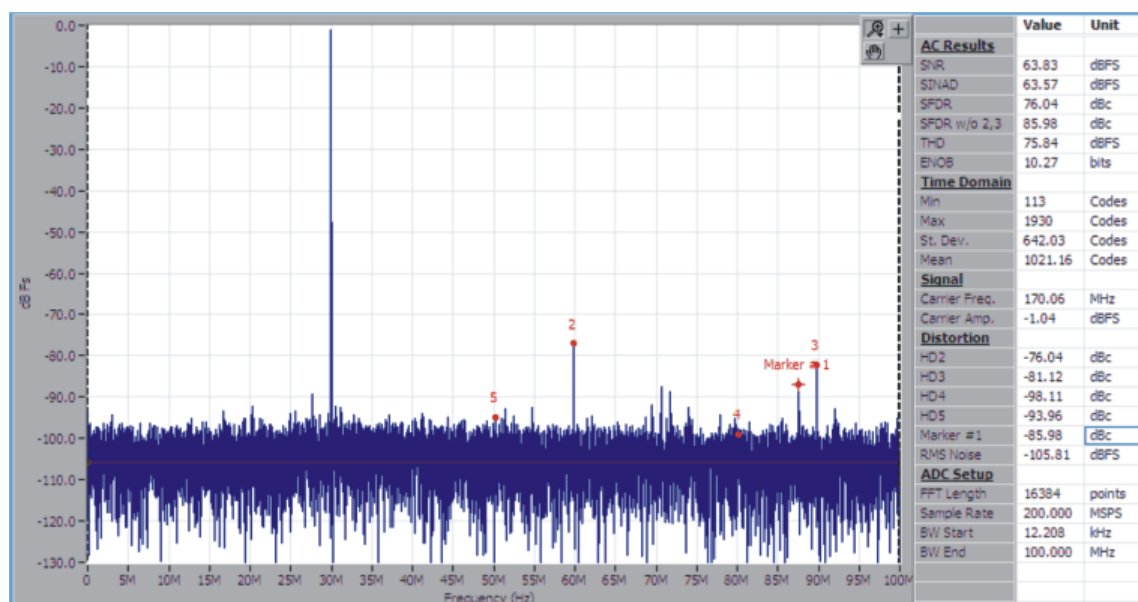 0.0
-10.0
-20.0
-30.0
-40.0
-50.0
-60.0
-70.0
-80.0
-90.0
-100.0
-110.0
-120.0
-130.0
dB Fs
0 5M 10M 15M 20M 25M 30M 35M 40M 45M 50M 55M 60M 65M 70M 75M 80M 85M 90M 95M 100M
Frequency (Hz)
2
3
Marker #1
5
4
Value Unit
AC Results
SNR 63.83 dBFS
SINAD 63.57 dBFS
SFDR 76.04 dBc
SFDR w/o 2,3 85.98 dBc
THD 75.84 dBFS
ENOB 10.27 bits
Time Domain
Min 113 Codes
Max 1930 Codes
St. Dev. 642.03 Codes
Mean 1021.16 Codes
Signal
Carrier Freq. 170.06 MHz
Carrier Amp. -1.04 dBFS
Distortion
HD2 -76.04 dBc
HD3 -81.12 dBc
HD4 -98.11 dBc
HD5 -93.96 dBc
Marker #1 -85.98 dBc
RMS Noise -105.81 dBFS
ADC Setup
FFT Length 16384 points
Sample Rate 200.000 MSPS
BW Start 12.208 kHz
BW End 100.000 MHz